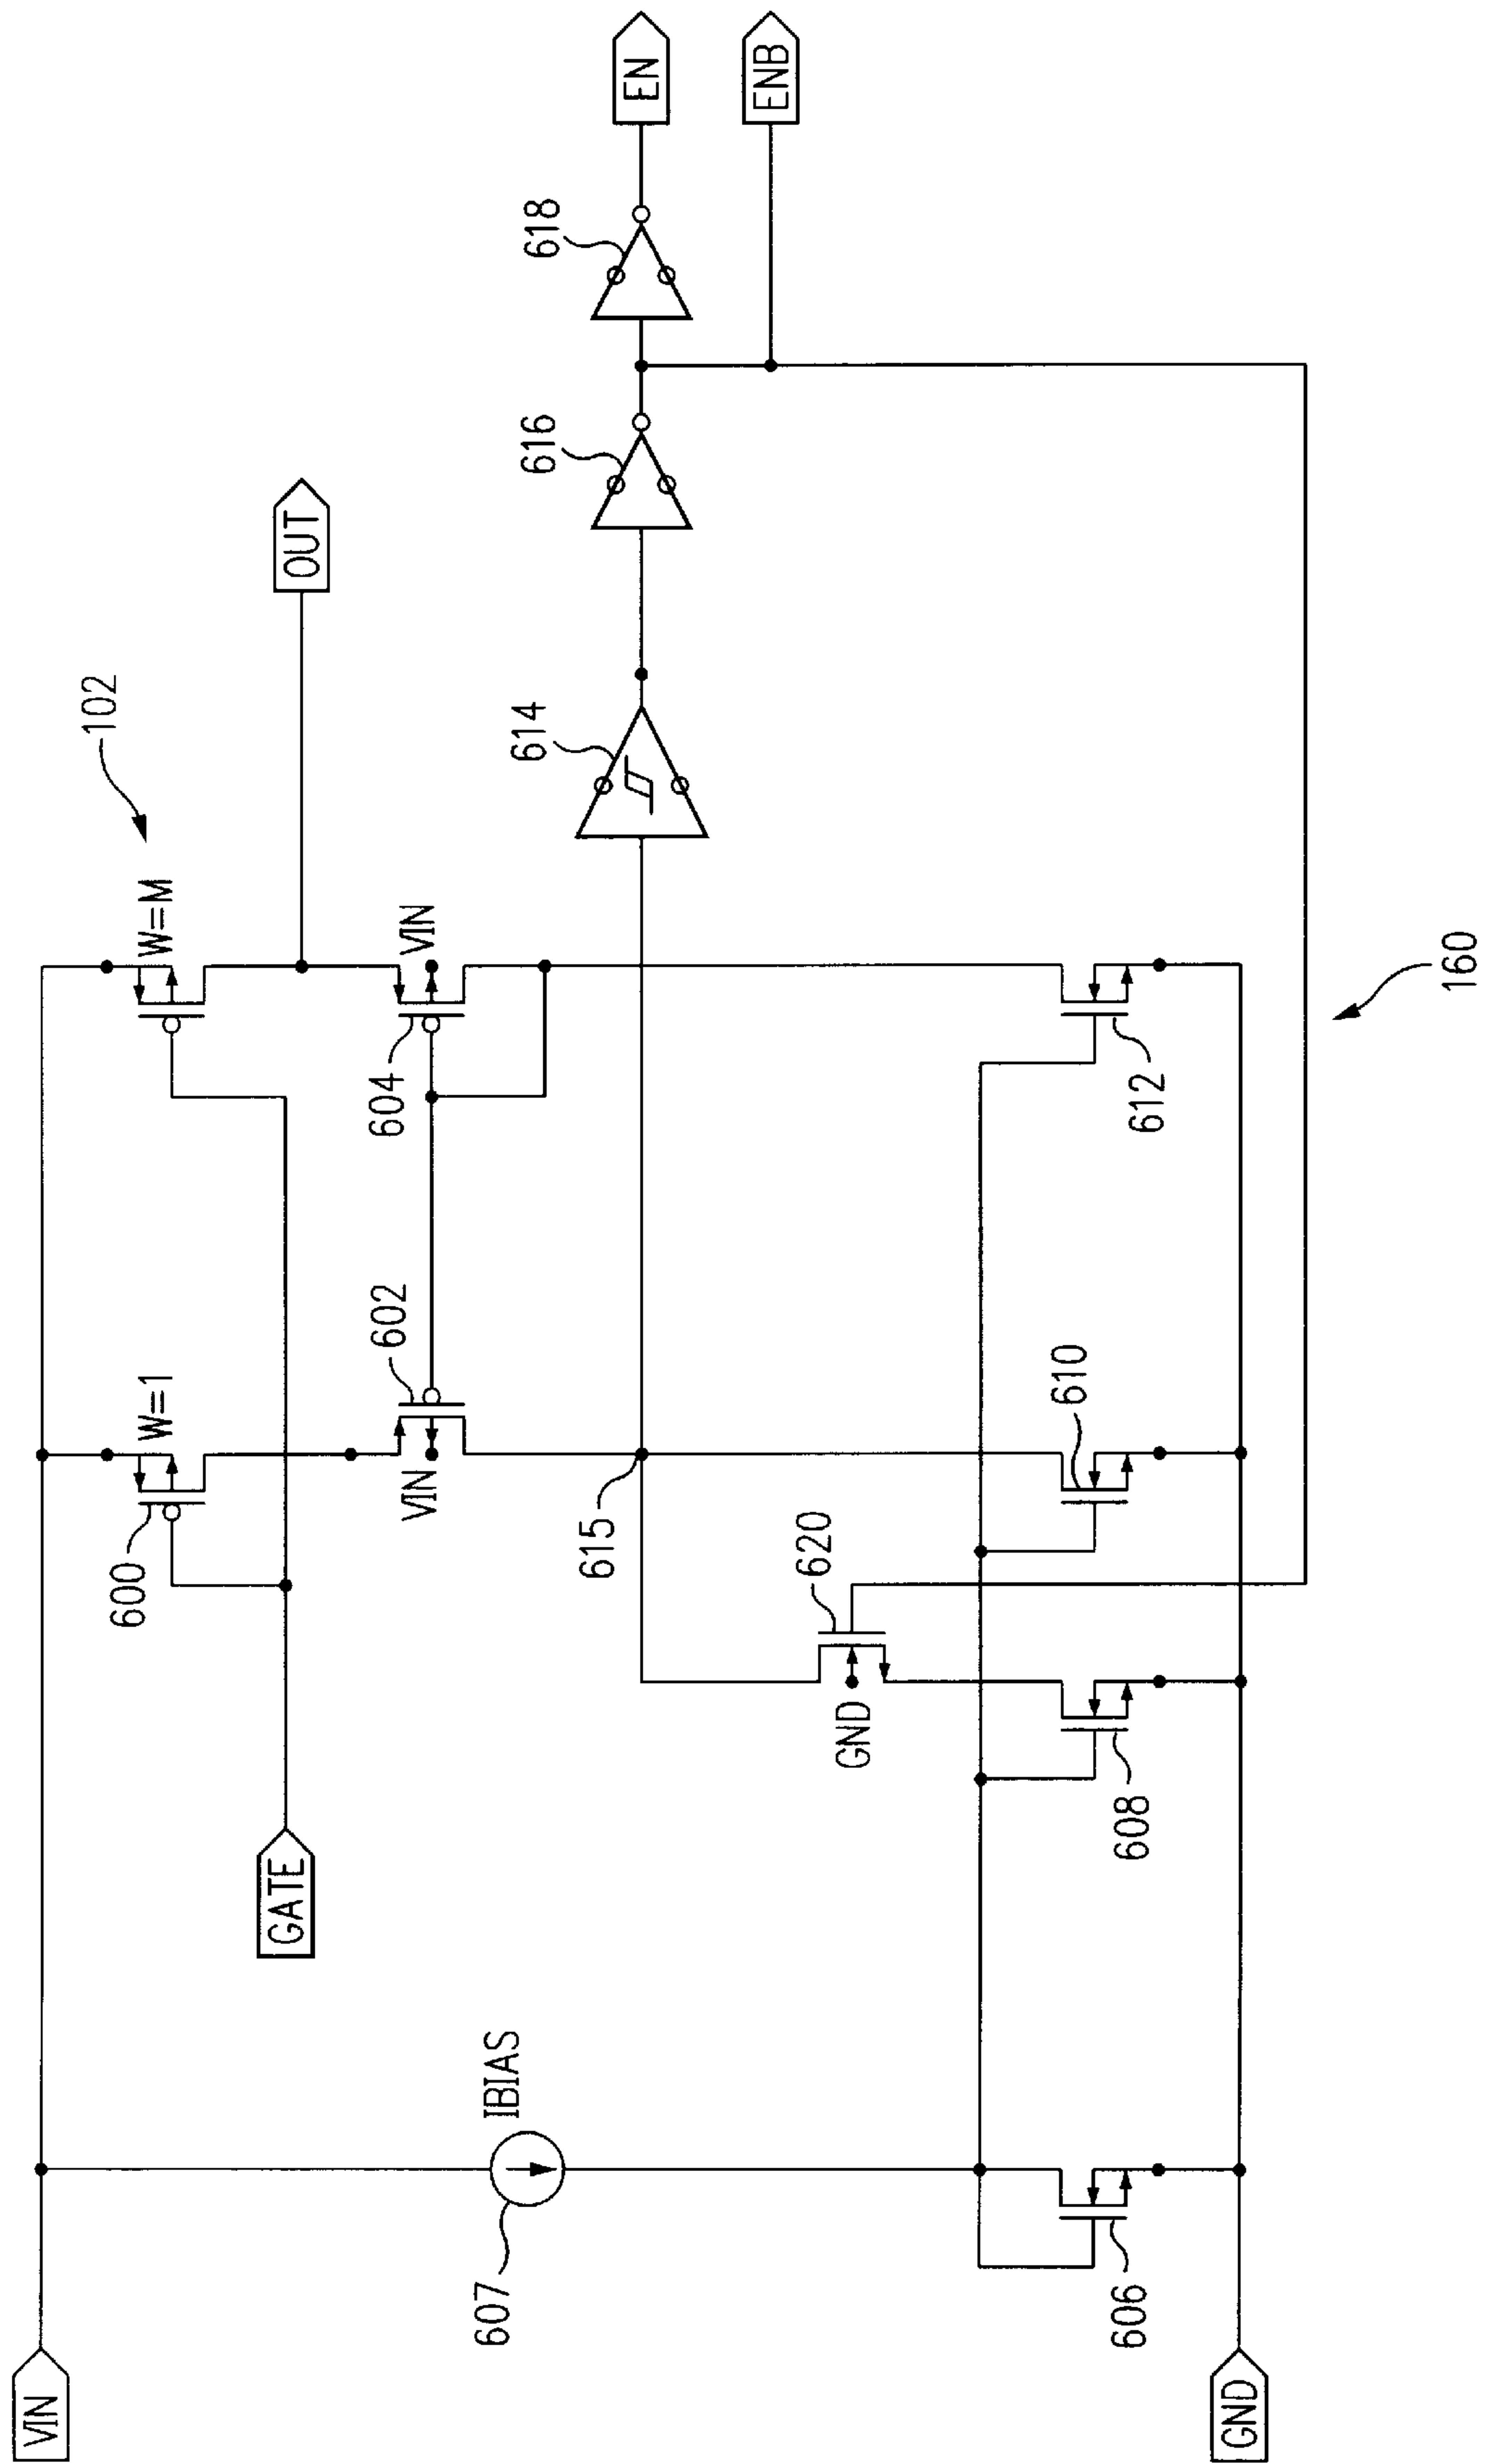 VIN
GATE
600
W=1
W=M
102
OUT
607
IBIAS
602
VIN
604
VIN
615
614
616
618
EN
ENB
620
GND
606
608
610
612
GND
160